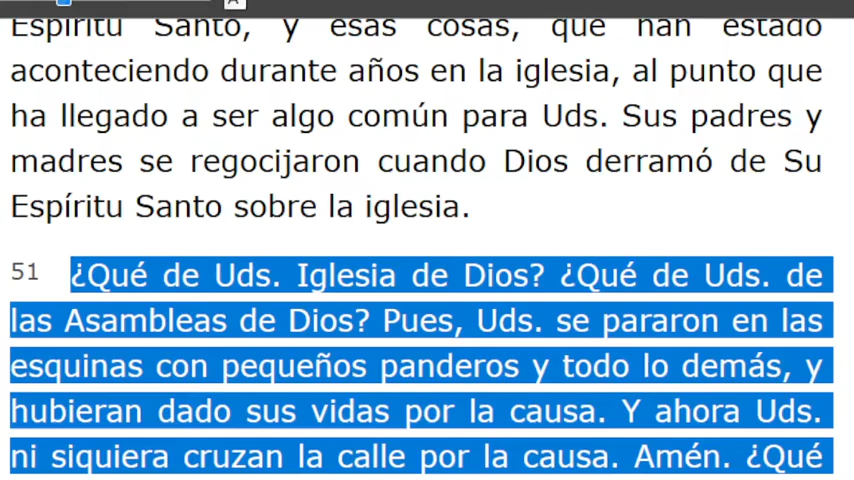 Espíritu Santo, y esas cosas, que han estado
aconteciendo durante años en la iglesia, al punto que
ha llegado a ser algo común para Uds. Sus padres y
madres se regocijaron cuando Dios derramó de Su
Espíritu Santo sobre la iglesia.
51 ¿Qué de Uds. Iglesia de Dios? ¿Qué de Uds. de
las Asambleas de Dios? Pues, Uds. se pararon en las
esquinas con pequeños panderos y todo lo demás, y
hubieran dado sus vidas por la causa. Y ahora Uds.
ni siquiera cruzan la calle por la causa. Amén. ¿Qué